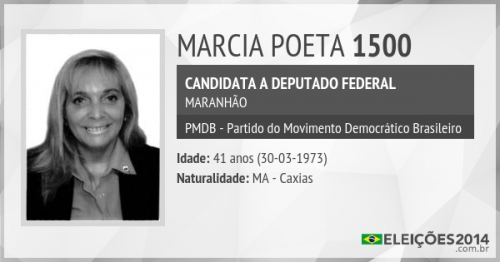 MARCIA POETA 1500
CANDIDATA A DEPUTADO FEDERAL
MARANHÃO
PMDB - Partido do Movimento Democrático Brasileiro
Idade: 41 anos (30-03-1973)
Naturalidade: MA - Caxias
ELEIÇÕES2014
.com.br